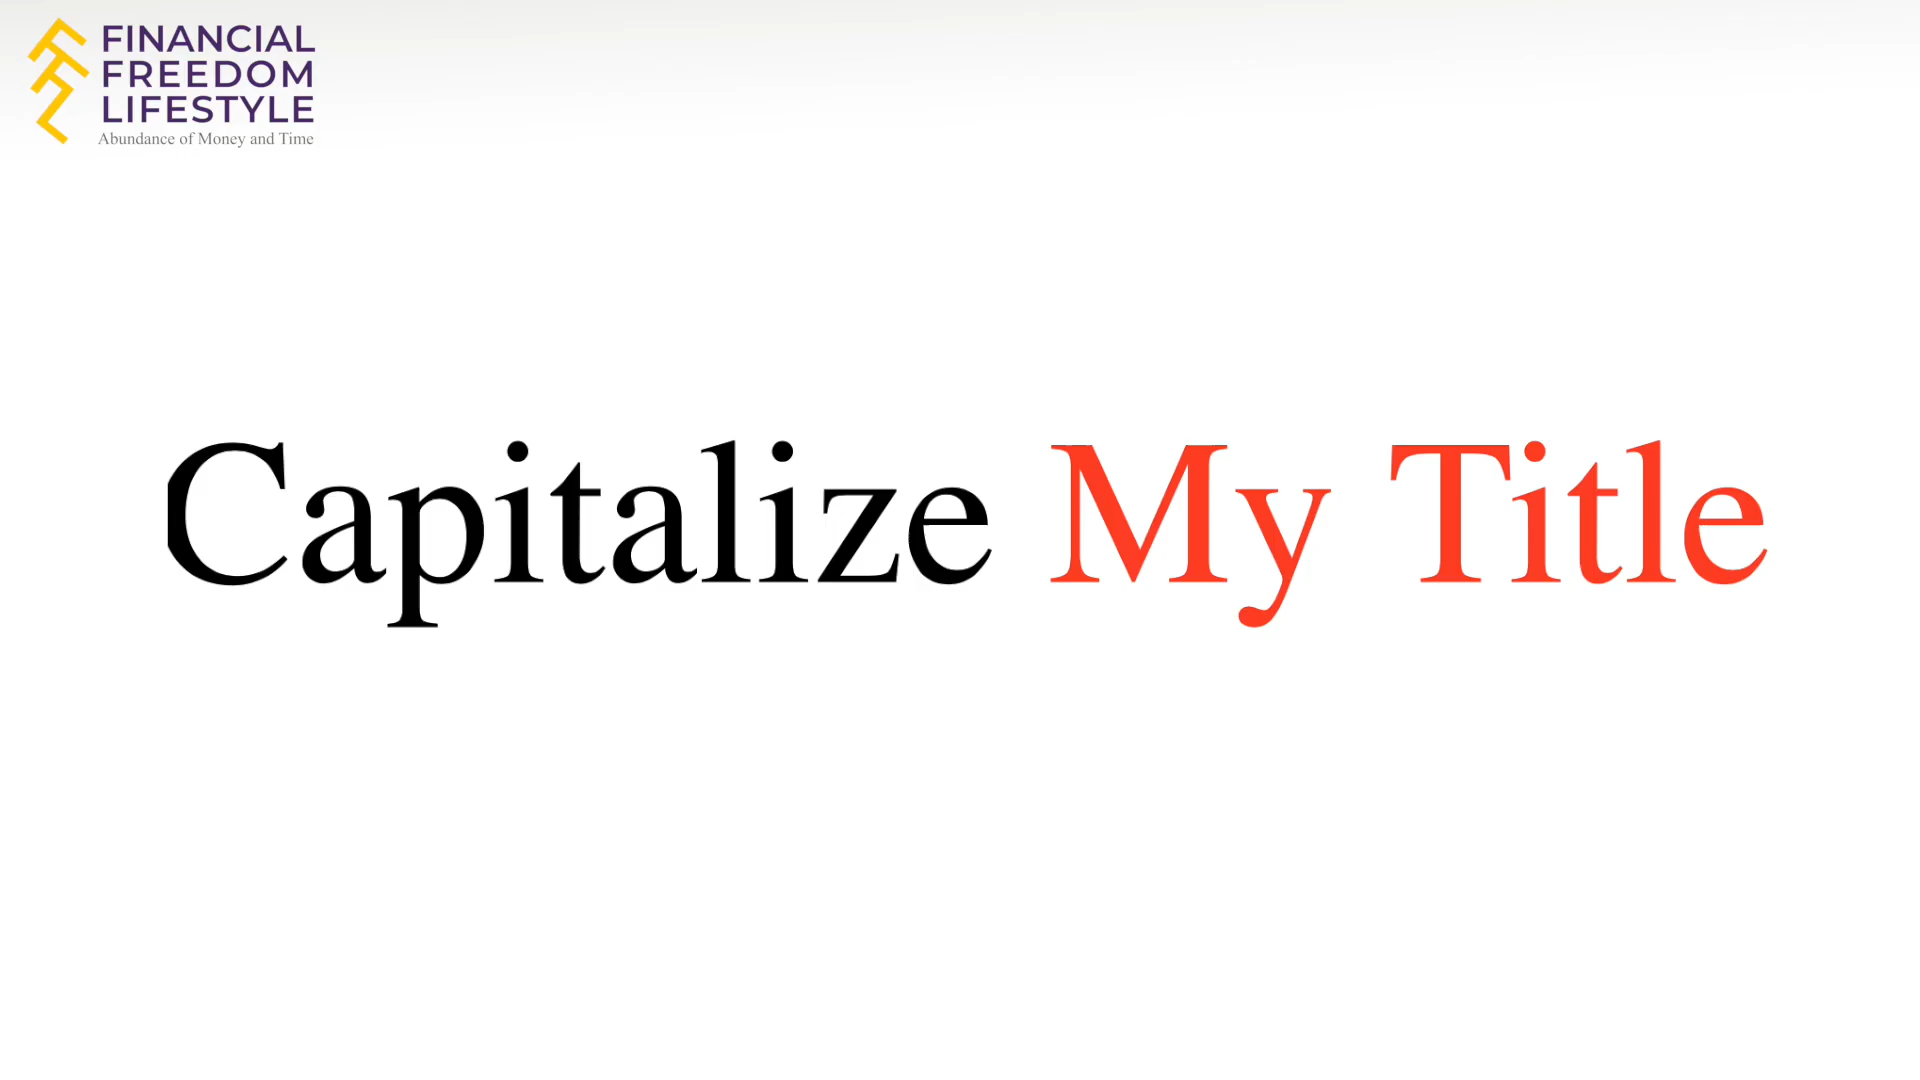 FINANCIAL
FREEDOM
LIFESTYLE
Abundance of Money and Time
Capitalize My Title